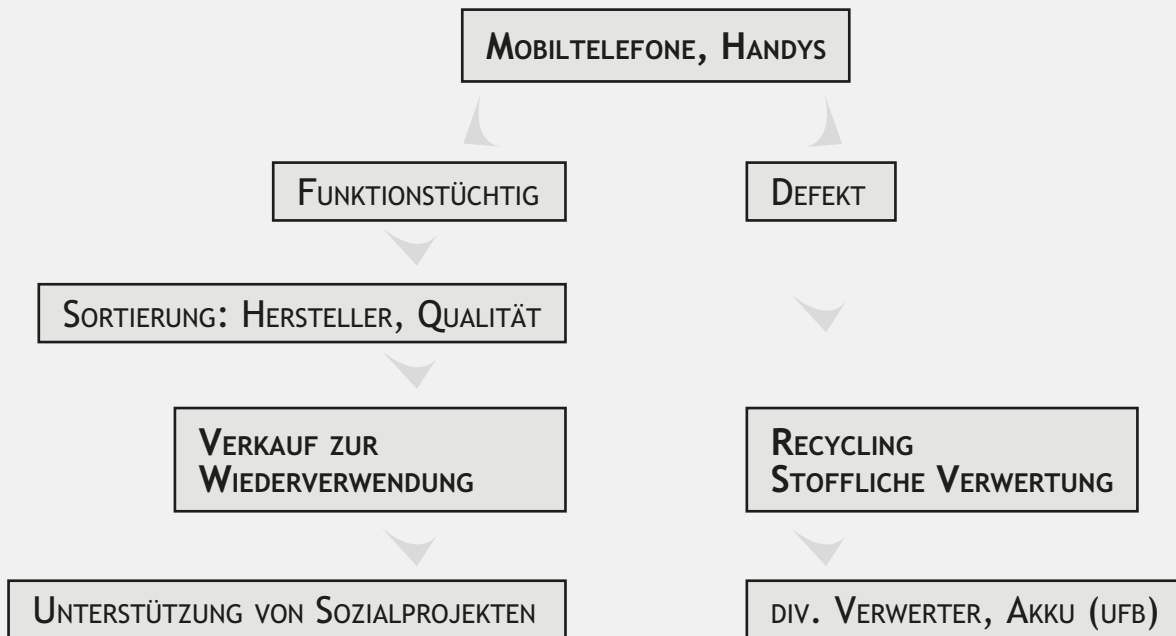 Mobiltelefone, Handys
Funktionstüchtig
Defekt
Sortierung: Hersteller, Qualität
Verkauf zur
Wiederverwendung
Recycling
Stoffliche Verwertung
Unterstützung von Sozialprojekten
div. Verwerter, Akku (ufb)